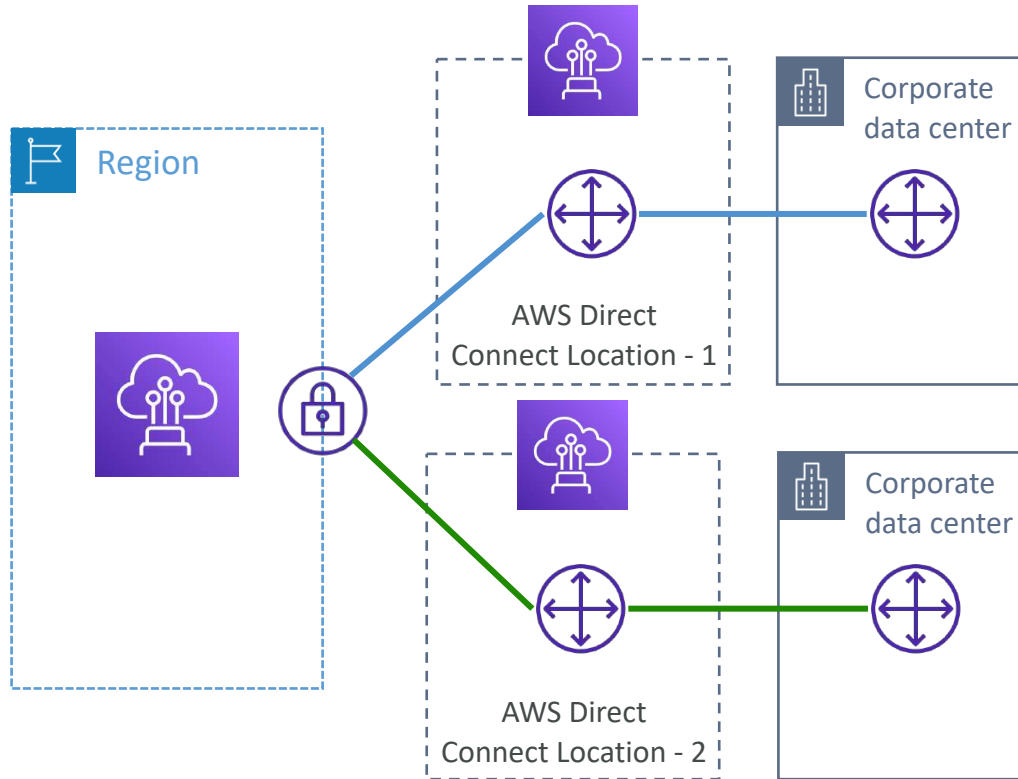 Region
AWS Direct
Connect Location - 1
Corporate
data center
AWS Direct
Connect Location - 2
Corporate
data center